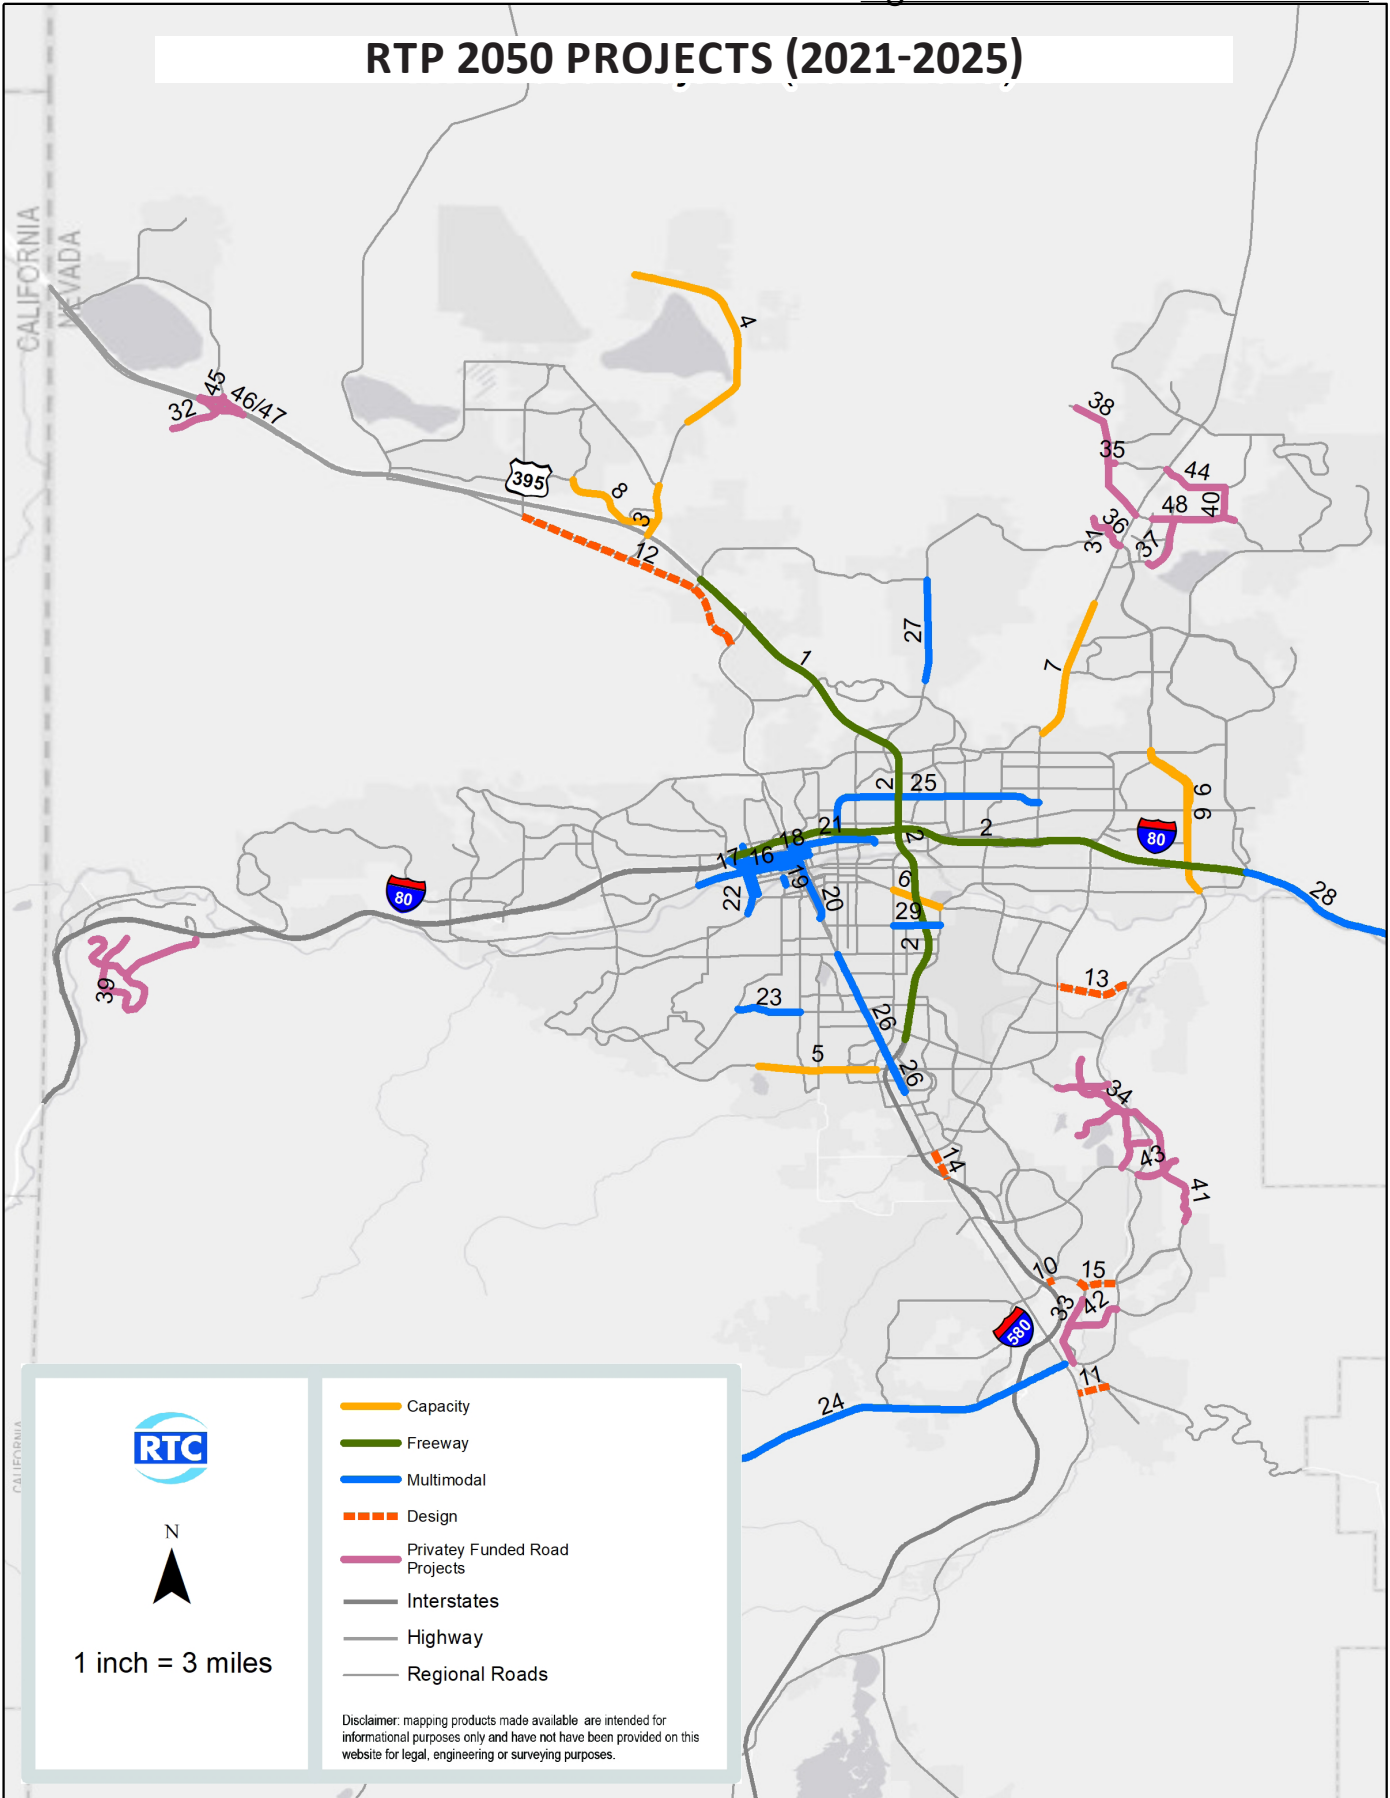 RTP 2050 PROJECTS (2021-2025)
CALIFORNIA
NEVADA
4
45
46/47
32
38
35
44
48
40
36
31
37
395
8
3
12
27
1
7
2
25
9
6
21
2
2
80
18
17
16
19
20
22
6
29
2
28
80
39
13
23
26
5
26
34
43
41
14
10
15
33
42
580
11
24
CALIFORNIA
RTC
N
1 inch = 3 miles
Capacity
Freeway
Multimodal
Design
Privatey Funded Road
Projects
Interstates
Highway
Regional Roads
Disclaimer: mapping products made available are intended for
informational purposes only and have not have been provided on this
website for legal, engineering or surveying purposes.